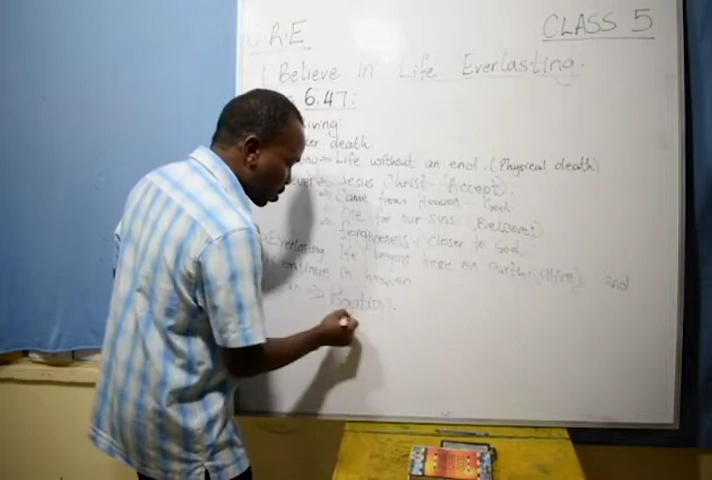 C.R.E
CLASS 5
I Believe in Life Everlasting.
6:47:
death.
Life without an end. (Physical death)
Jesus Christ - (Accept).
⇒ Came from Heaven - God
for our sins (Believers)
forgiveness, closer to God
Everlasting life begins here on earth (Alive) and
continue in heaven
⇒ Baptism.